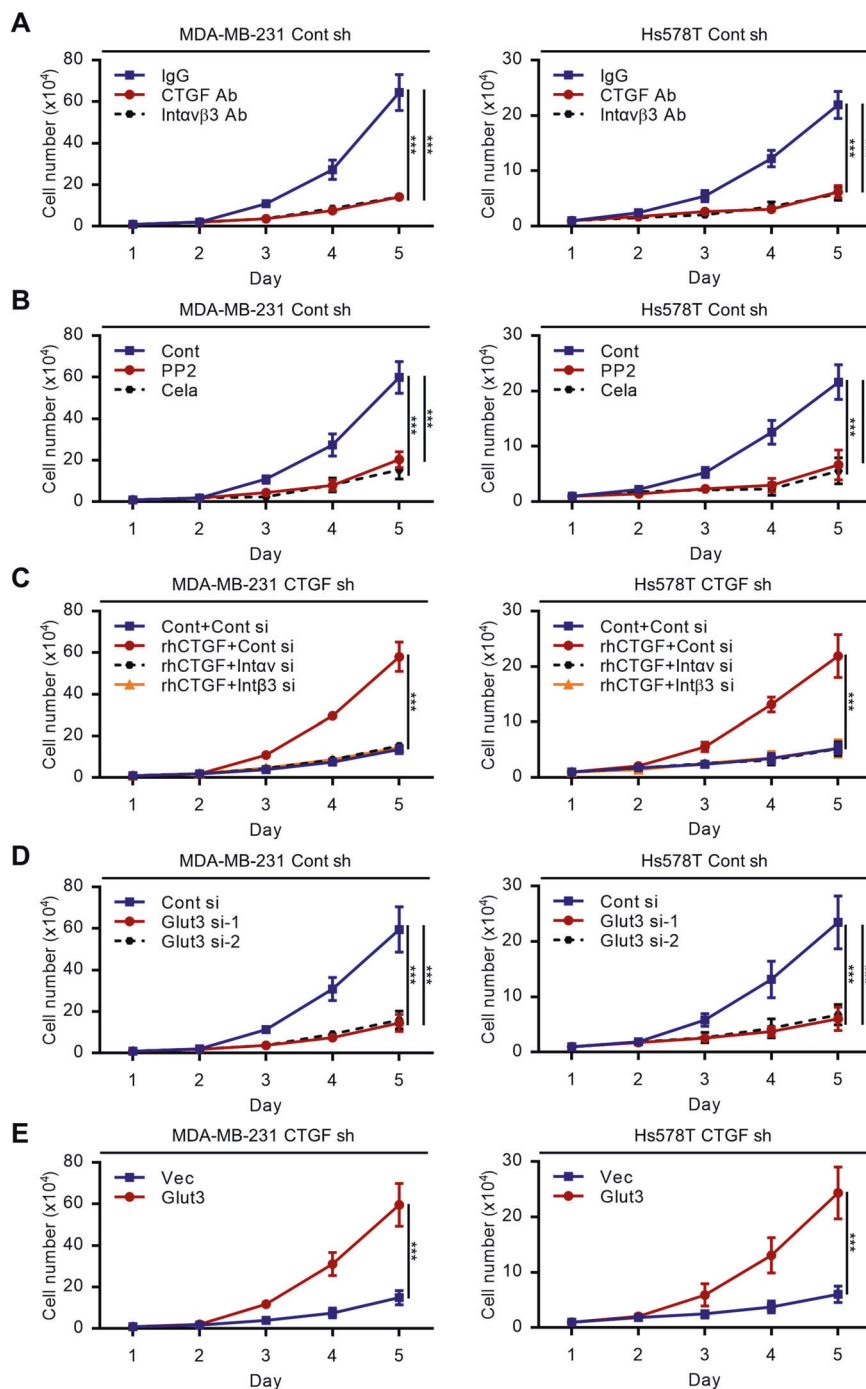 A
MDA-MB-231 Cont sh
Cell number (x10⁴)
80
60
40
20
0
IgG
CTGF Ab
Intαvβ3 Ab
***
***
1 2 3 4 5
Day
Hs578T Cont sh
Cell number (x10⁴)
30
20
10
0
IgG
CTGF Ab
Intαvβ3 Ab
***
1 2 3 4 5
Day
B
MDA-MB-231 Cont sh
Cell number (x10⁴)
80
60
40
20
0
Cont
PP2
Cela
***
***
1 2 3 4 5
Day
Hs578T Cont sh
Cell number (x10⁴)
30
20
10
0
Cont
PP2
Cela
***
1 2 3 4 5
Day
C
MDA-MB-231 CTGF sh
Cell number (x10⁴)
80
60
40
20
0
Cont+Cont si
rhCTGF+Cont si
rhCTGF+Intαv si
rhCTGF+Intβ3 si
***
1 2 3 4 5
Day
Hs578T CTGF sh
Cell number (x10⁴)
30
20
10
0
Cont+Cont si
rhCTGF+Cont si
rhCTGF+Intαv si
rhCTGF+Intβ3 si
***
1 2 3 4 5
Day
D
MDA-MB-231 Cont sh
Cell number (x10⁴)
80
60
40
20
0
Cont si
Glut3 si-1
Glut3 si-2
***
***
1 2 3 4 5
Day
Hs578T Cont sh
Cell number (x10⁴)
30
20
10
0
Cont si
Glut3 si-1
Glut3 si-2
***
1 2 3 4 5
Day
E
MDA-MB-231 CTGF sh
Cell number (x10⁴)
80
60
40
20
0
Vec
Glut3
***
1 2 3 4 5
Day
Hs578T CTGF sh
Cell number (x10⁴)
30
20
10
0
Vec
Glut3
***
1 2 3 4 5
Day